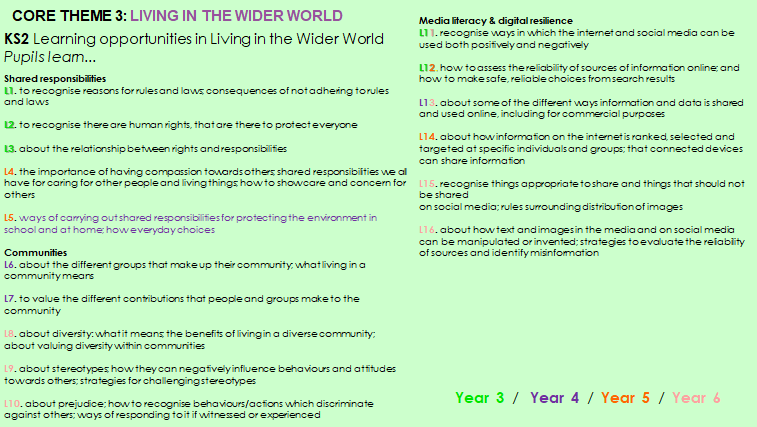 CORE THEME 3: LIVING IN THE WIDER WORLD
KS2 Learning opportunities in Living in the Wider World
Pupils learn...
Shared responsibilities
L1. to recognise reasons for rules and laws; consequences of not adhering to rules
and laws
L2. to recognise there are human rights, that are there to protect everyone
L3. about the relationship between rights and responsibilities
L4. the importance of having compassion towards others; shared responsibilities we all
have for caring for other people and living things; how to show care and concern for
others
L5. ways of carrying out shared responsibilities for protecting the environment in
school and at home; how everyday choices
Communities
L6. about the different groups that make up their community; what living in a
community means
L7. to value the different contributions that people and groups make to the
community
L8. about diversity: what it means; the benefits of living in a diverse community;
about valuing diversity within communities
L9. about stereotypes; how they can negatively influence behaviours and attitudes
towards others; strategies for challenging stereotypes
L10. about prejudice; how to recognise behaviours/actions which discriminate
against others; ways of responding to it if witnessed or experienced
Media literacy & digital resilience
L11. recognise ways in which the internet and social media can be
used both positively and negatively
L12. how to assess the reliability of sources of information online; and
how to make safe, reliable choices from search results
L13. about some of the different ways information and data is shared
and used online, including for commercial purposes
L14. about how information on the internet is ranked, selected and
targeted at specific individuals and groups; that connected devices
can share information
L15. recognise things appropriate to share and things that should not
be shared
on social media; rules surrounding distribution of images
L16. about how text and images in the media and on social media
can be manipulated or invented; strategies to evaluate the reliability
of sources and identify misinformation
Year 3 / Year 4 / Year 5 / Year 6